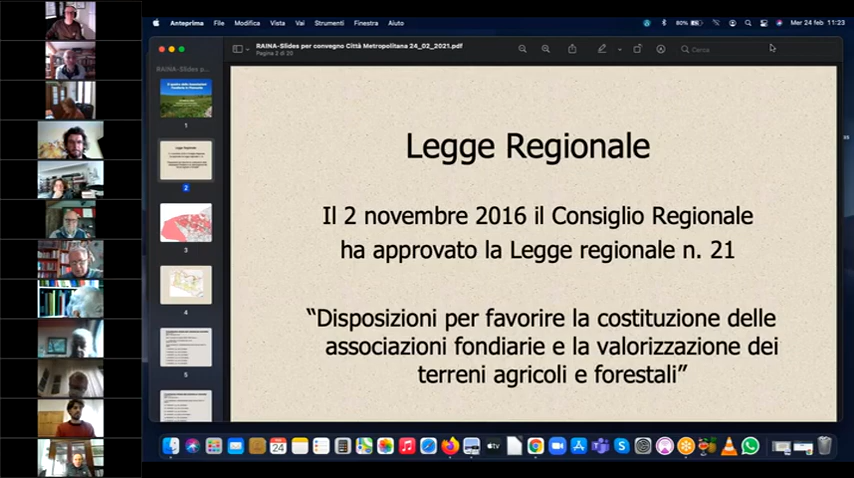 Anteprima File Modifica Vai Strumenti Finestra Aiuto
80% Mer 24 feb 11:23
RAINA-Slides per convegno Città Metropolitana 24_02_2021.pdf
Pagina 2 di 20
Cerca
RAINA-Slides p...
1
2
3
4
5
Legge Regionale
Il 2 novembre 2016 il Consiglio Regionale
ha approvato la Legge regionale n. 21
“Disposizioni per favorire la costituzione delle
associazioni fondiarie e la valorizzazione dei
terreni agricoli e forestali”
24
tv